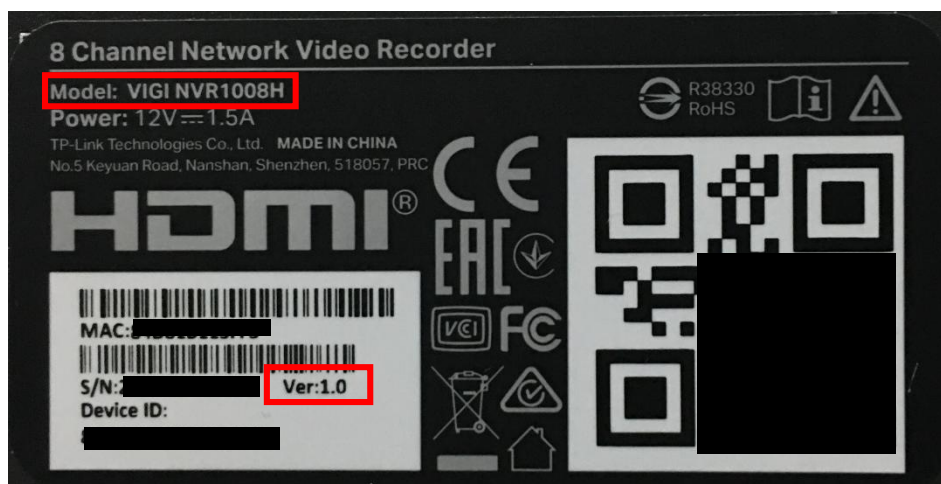 8 Channel Network Video Recorder
Model: VIGI NVR1008H
Power: 12V⎓1.5A
TP-Link Technologies Co., Ltd. MADE IN CHINA
No.5 Keyuan Road, Nanshan, Shenzhen, 518057, PRC
R38330
RoHS
HDMI®
CE
EAC
VCCI
FC
MAC:
S/N:
Ver:1.0
Device ID: